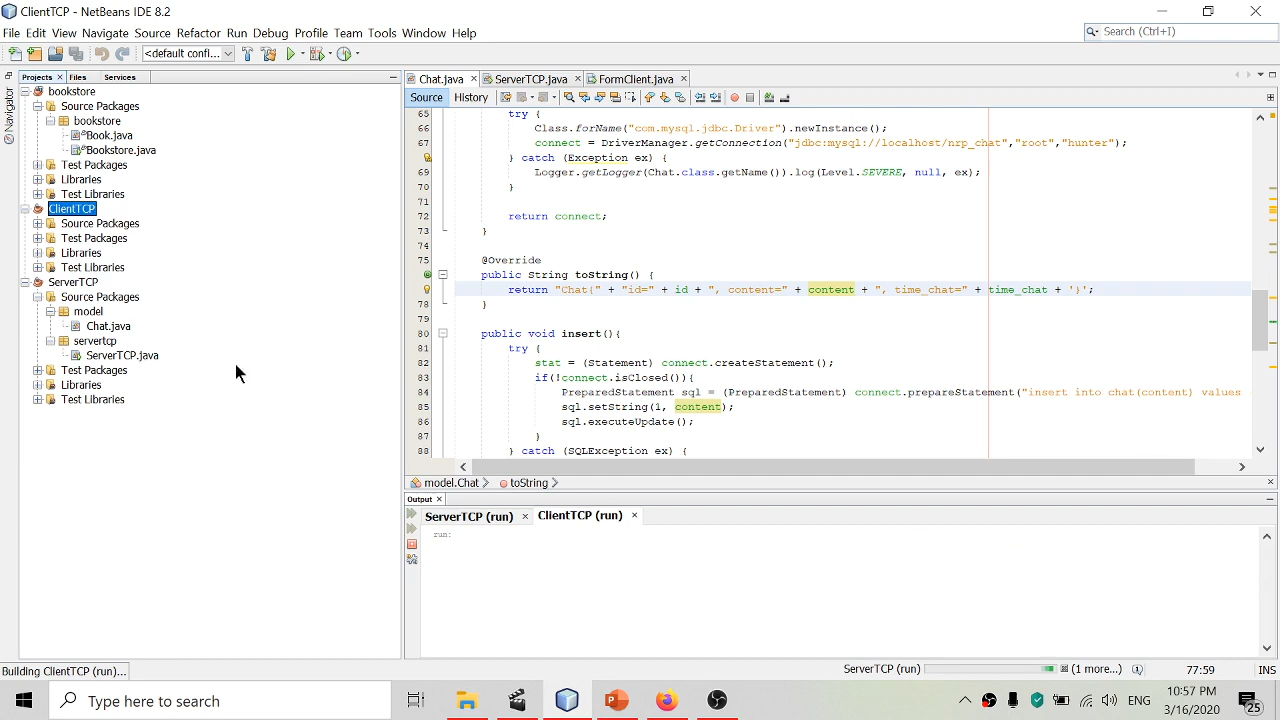 ClientTCP - NetBeans IDE 8.2
File Edit View Navigate Source Refactor Run Debug Profile Team Tools Window Help
Search (Ctrl+I)
<default confi...
Projects Files Services
Navigator
bookstore
Source Packages
bookstore
Book.java
Bookstore.java
Test Packages
Libraries
Test Libraries
ClientTCP
Source Packages
Test Packages
Libraries
Test Libraries
ServerTCP
Source Packages
model
Chat.java
servertcp
ServerTCP.java
Test Packages
Libraries
Test Libraries
Chat.java ServerTCP.java FormClient.java
Source History
65 try {
66 Class.forName("com.mysql.jdbc.Driver").newInstance();
67 connect = DriverManager.getConnection("jdbc:mysql://localhost/nrp_chat","root","hunter");
} catch (Exception ex) {
69 Logger.getLogger(Chat.class.getName()).log(Level.SEVERE, null, ex);
70 }
71
72 return connect;
73 }
74
75 @Override
public String toString() {
return "Chat{" + "id=" + id + ", content=" + content + ", time_chat=" + time_chat + '}';
78 }
79
80 public void insert(){
81 try {
82 stat = (Statement) connect.createStatement();
83 if(!connect.isClosed()){
84 PreparedStatement sql = (PreparedStatement) connect.prepareStatement("insert into chat(content) values
85 sql.setString(1, content);
86 sql.executeUpdate();
87 }
88 } catch (SQLException ex) {
model.Chat toString
Output
ServerTCP (run) ClientTCP (run)
run:
Building ClientTCP (run)...
ServerTCP (run) (1 more...) 77:59 INS
Type here to search
ENG
10:57 PM
3/16/2020
25